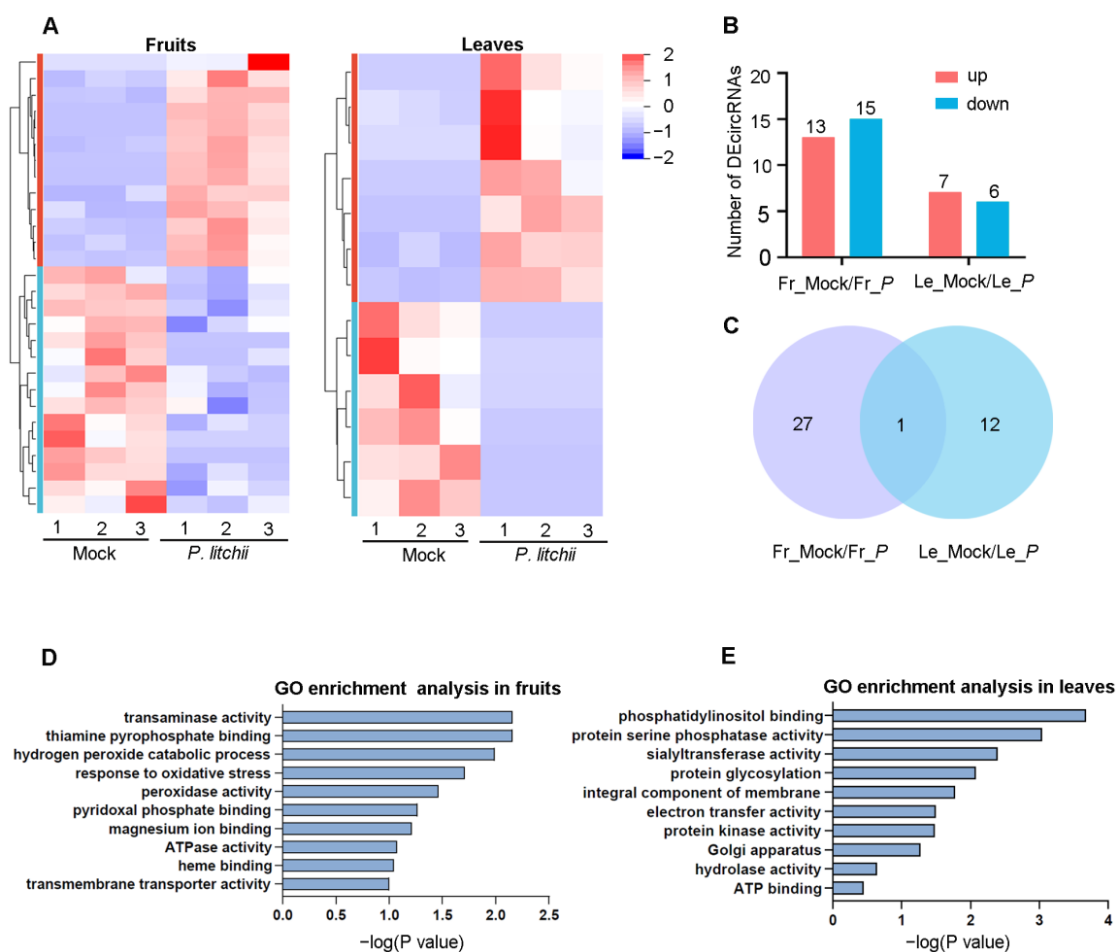 A
Fruits
Leaves
2
1
0
−1
−2
1 2 3 1 2 3
Mock P. litchii
1 2 3 1 2 3
Mock P. litchii
B
Number of DEcircRNAs
20
15
10
5
0
13
15
7
6
up
down
Fr_Mock/Fr_P Le_Mock/Le_P
C
27 1 12
Fr_Mock/Fr_P Le_Mock/Le_P
D
GO enrichment analysis in fruits
transaminase activity
thiamine pyrophosphate binding
hydrogen peroxide catabolic process
response to oxidative stress
peroxidase activity
pyridoxal phosphate binding
magnesium ion binding
ATPase activity
heme binding
transmembrane transporter activity
0.0 0.5 1.0 1.5 2.0 2.5
−log(P value)
E
GO enrichment analysis in leaves
phosphatidylinositol binding
protein serine phosphatase activity
sialyltransferase activity
protein glycosylation
integral component of membrane
electron transfer activity
protein kinase activity
Golgi apparatus
hydrolase activity
ATP binding
0 1 2 3 4
−log(P value)